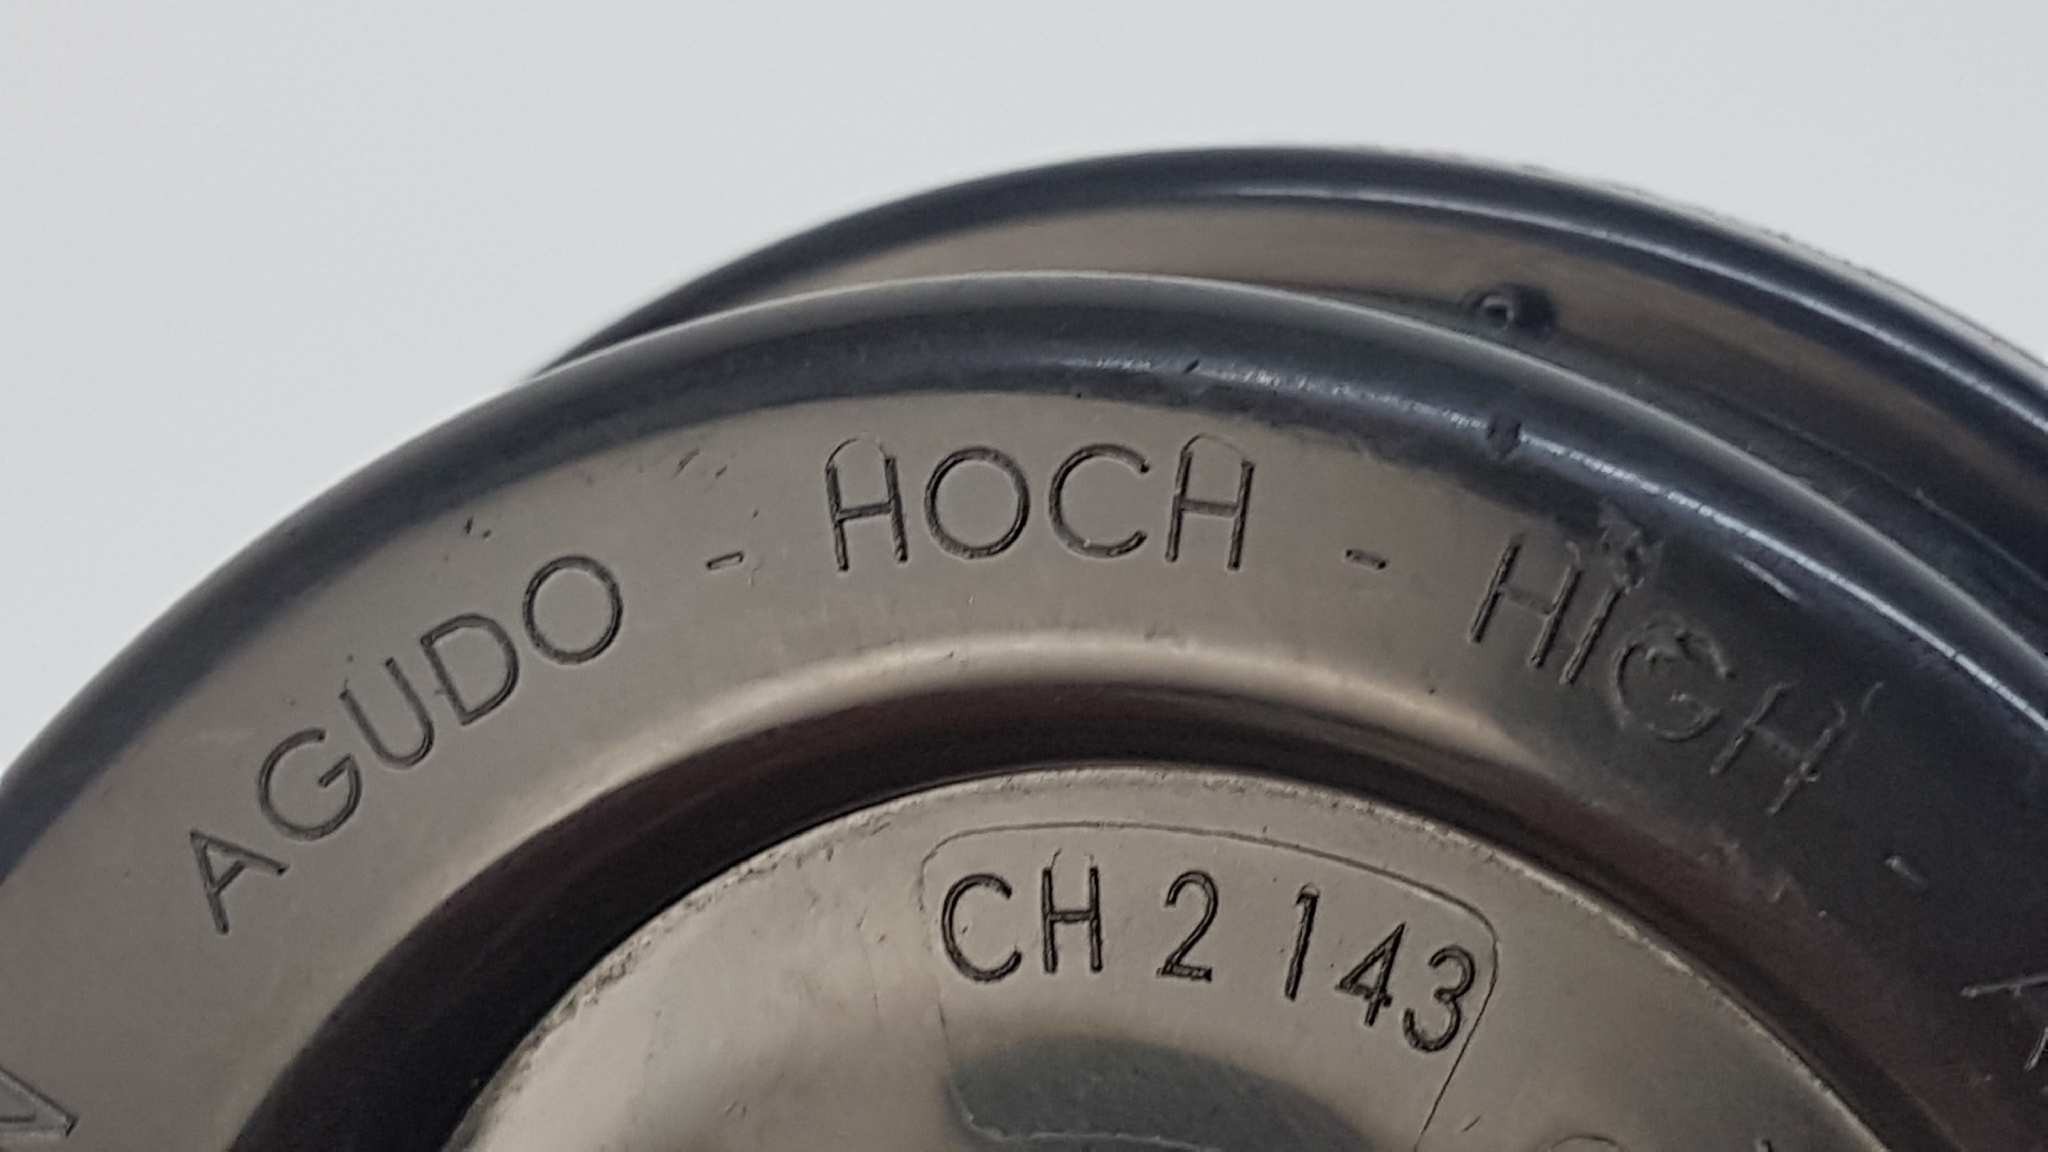 AGUDO - HOCH - HIGH -
CH 2 143